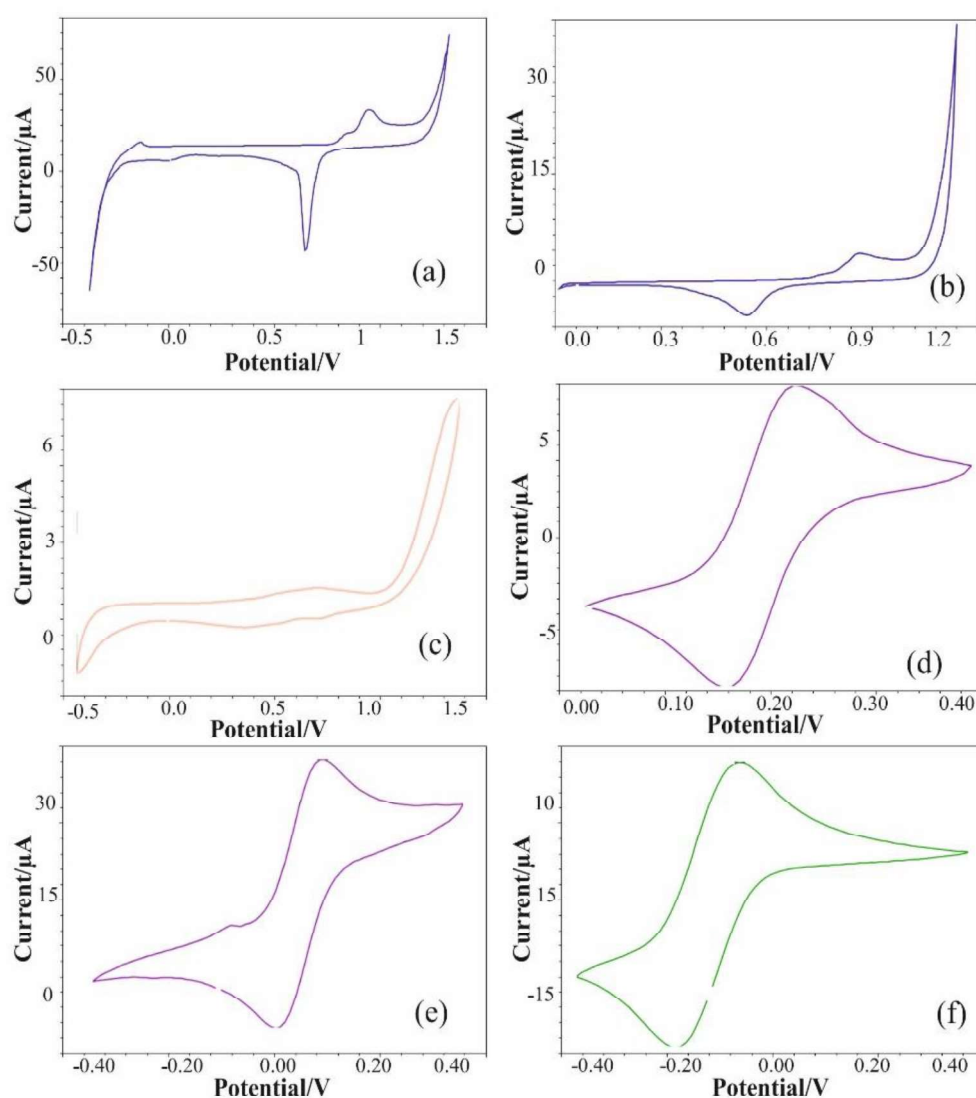 Current/µA
50
0
-50
(a)
-0.5 0.0 0.5 1 1.5
Potential/V
Current/µA
30
15
0
(b)
0.0 0.3 0.6 0.9 1.2
Potential/V
Current/µA
6
3
0
(c)
-0.5 0.0 0.5 1.0 1.5
Potential/V
Current/µA
5
0
-5
(d)
0.00 0.10 0.20 0.30 0.40
Potential/V
Current/µA
30
15
0
(e)
-0.40 -0.20 0.00 0.20 0.40
Potential/V
Current/µA
10
15
-15
(f)
-0.40 -0.20 0.00 0.20 0.40
Potential/V